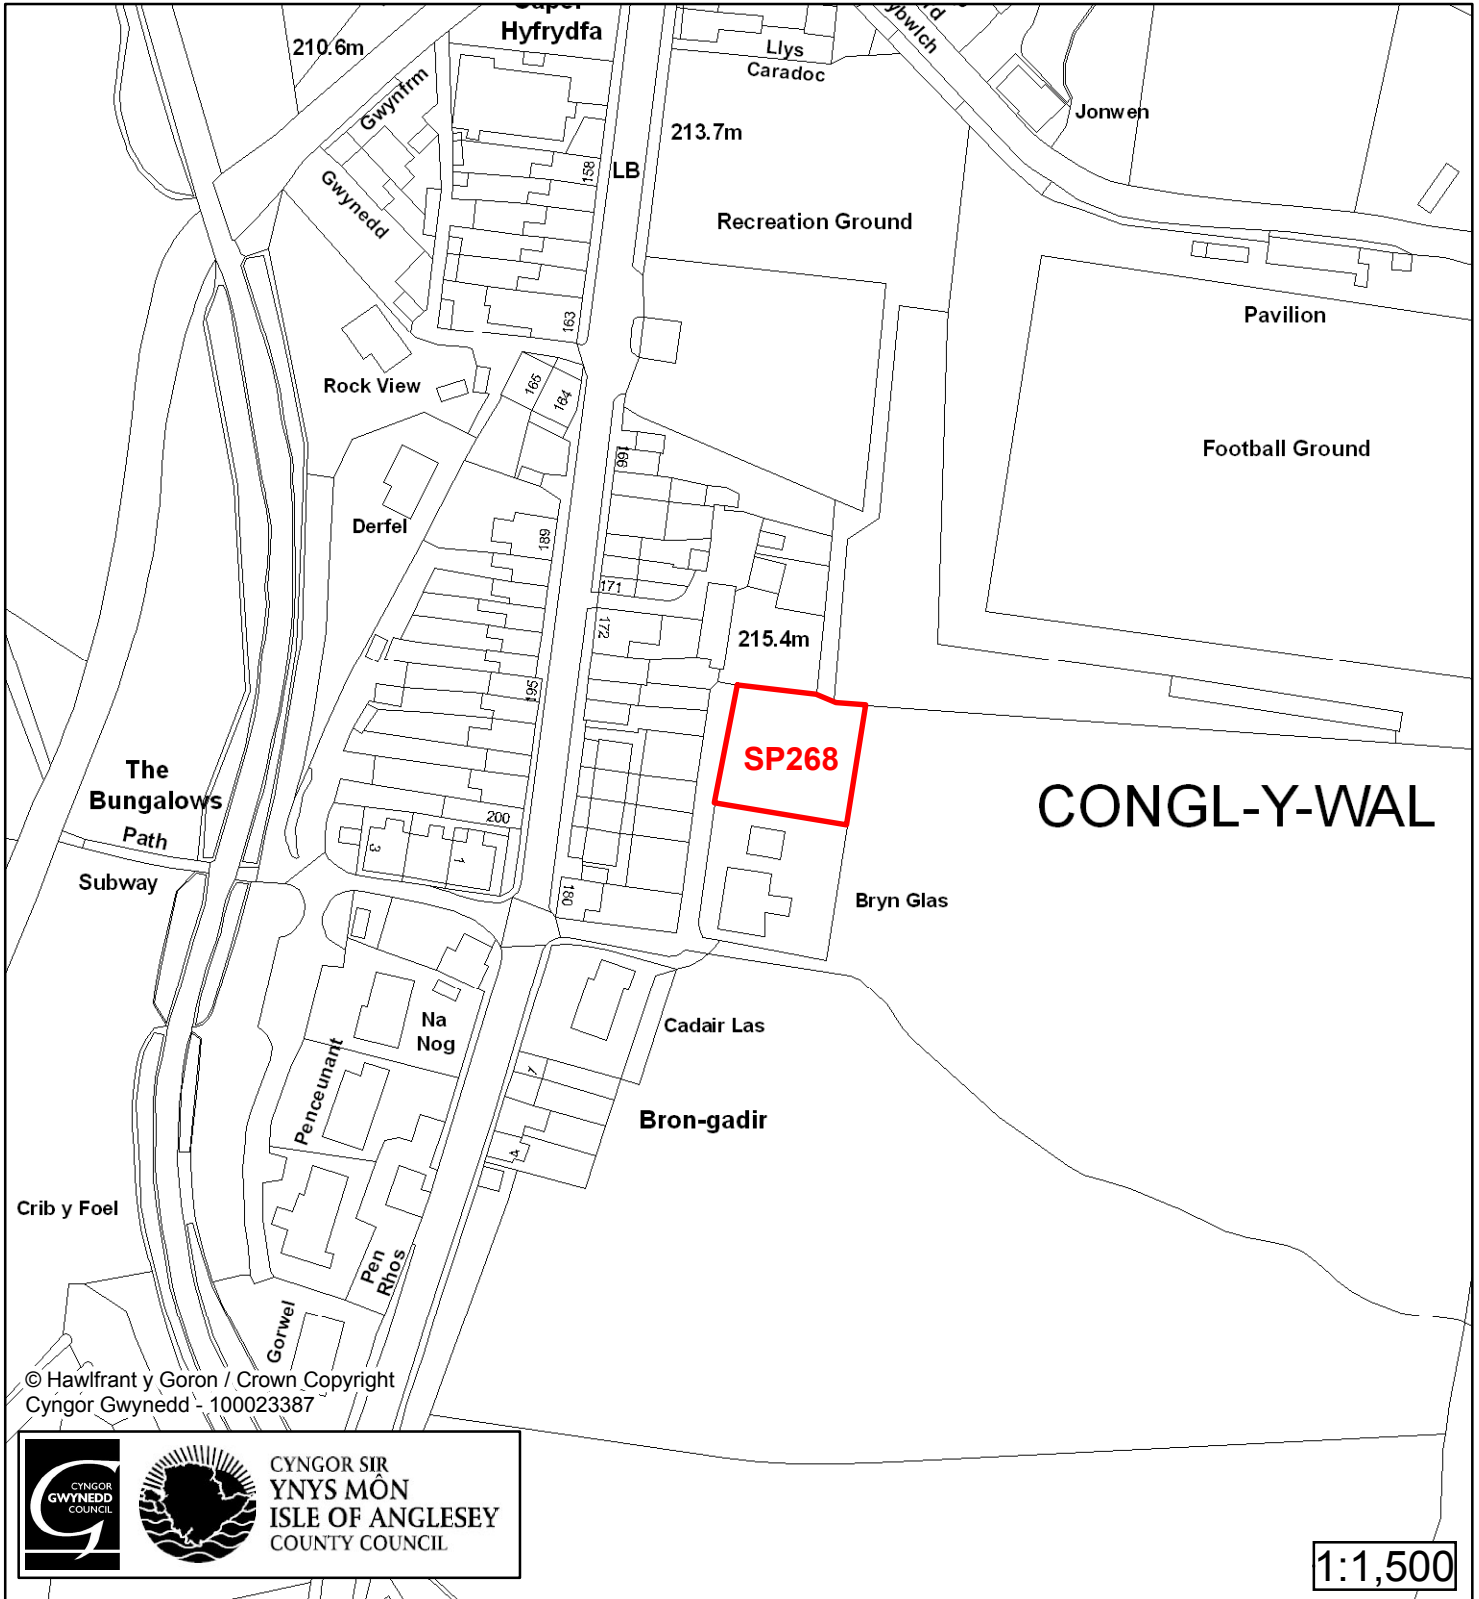 Capel
Hyfrydfa
210.6m
Llys
Caradoc
Gwynfrm
Jonwen
213.7m
158
LB
Gwynedd
Recreation Ground
163
Pavilion
Rock View
165
164
Football Ground
166
Derfel
189
171
172
215.4m
195
SP268
The
Bungalows
CONGL-Y-WAL
200
Path
3
1
Subway
180
Bryn Glas
Na
Nog
Cadair Las
Penceunant
1
Bron-gadir
4
Crib y Foel
Pen
Rhos
Gorwel
© Hawlfrant y Goron / Crown Copyright
Cyngor Gwynedd - 100023387
CYNGOR
GWYNEDD
COUNCIL
CYNGOR SIR
YNYS MÔN
ISLE OF ANGLESEY
COUNTY COUNCIL
1:1,500